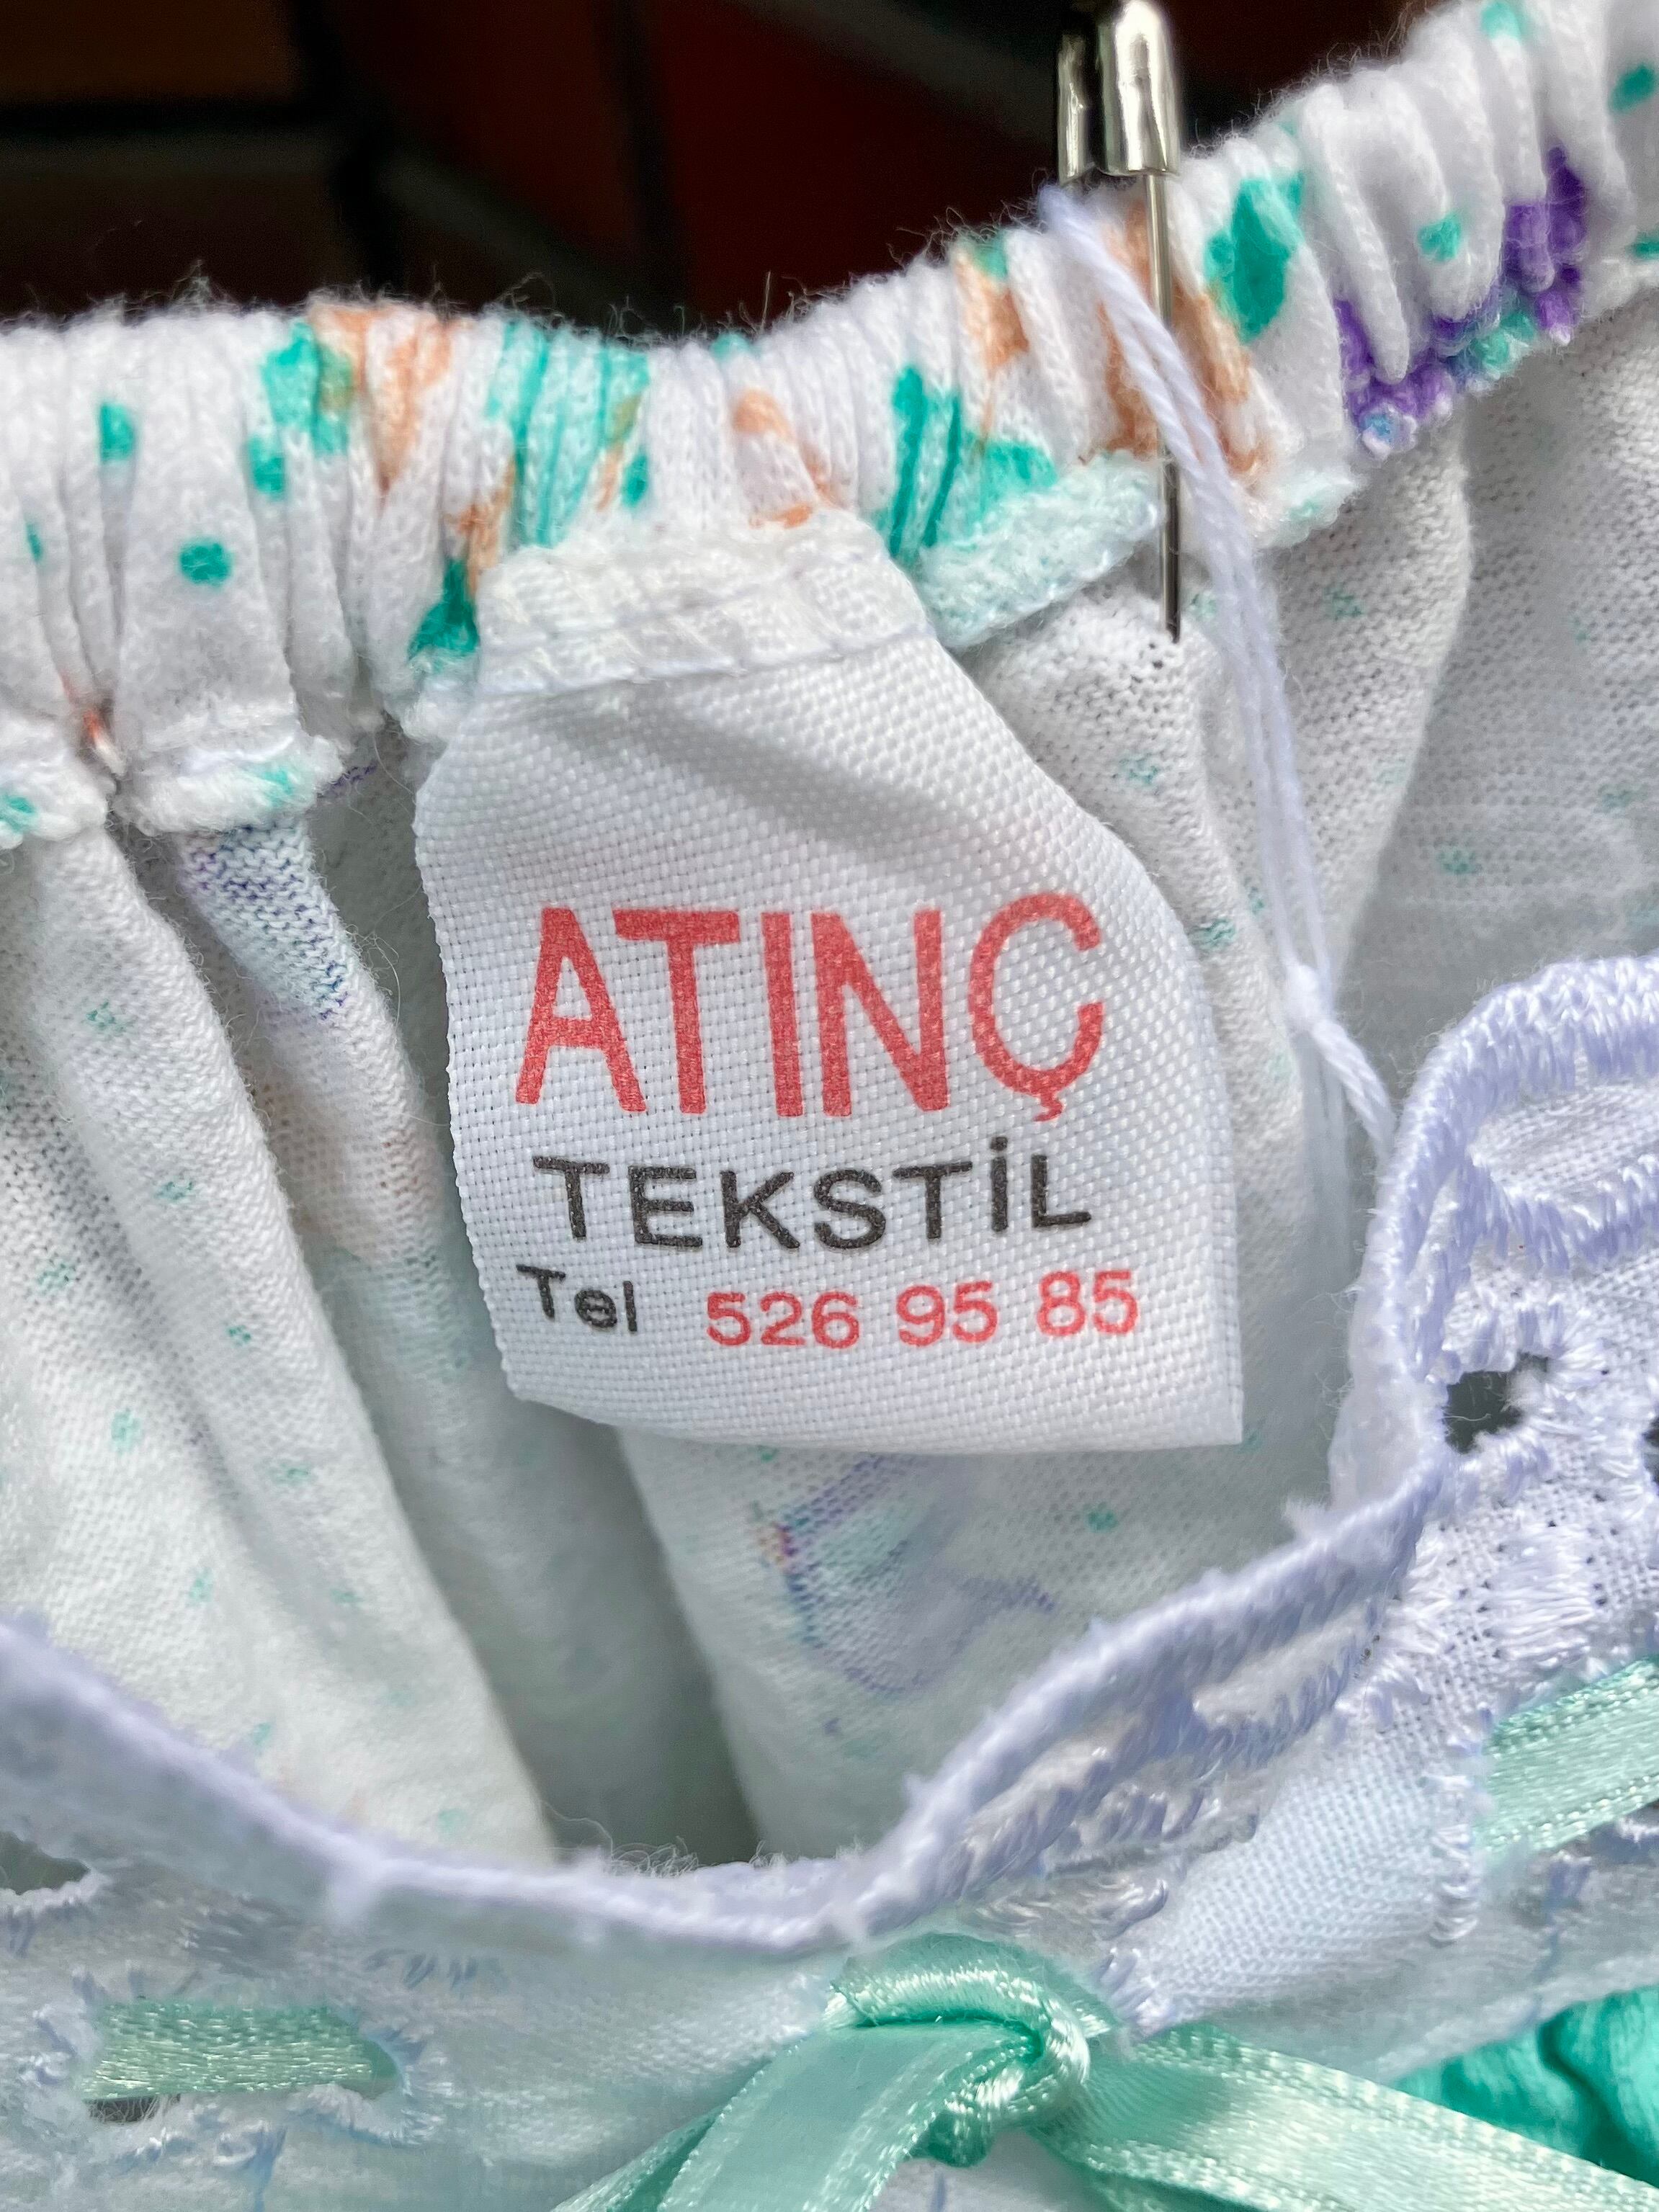 ATINÇ
TEKSTİL
Tel 526 95 85